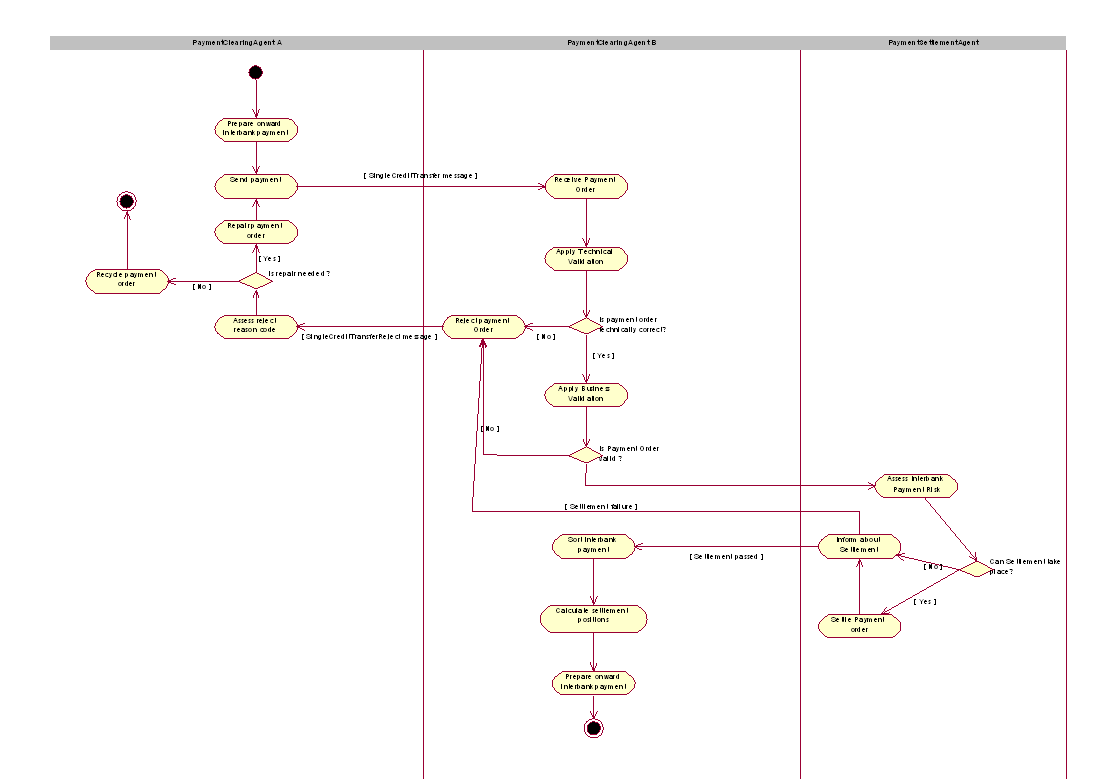 PaymentClearingAgent A
PaymentClearingAgent B
PaymentSettlementAgent
Prepare onward
interbank payment
Send payment
[ SingleCreditTransfer message ]
Receive Payment
Order
Repair payment
order
[ Yes ]
Is repair needed ?
Recycle payment
order
[ No ]
Apply Technical
Validation
Assess reject
reason code
[ SingleCreditTransferReject message ]
Reject payment
Order
[ No ]
Is payment order
technically correct?
[ Yes ]
Apply Business
Validation
[ No ]
Is Payment Order
valid ?
Assess Interbank
Payment Risk
[ Settlement failure ]
Sort interbank
payment
[ Settlement passed ]
Inform about
Settlement
[ No ]
Can Settlement take
place?
[ Yes ]
Calculate settlement
positions
Settle Payment
order
Prepare onward
interbank payment